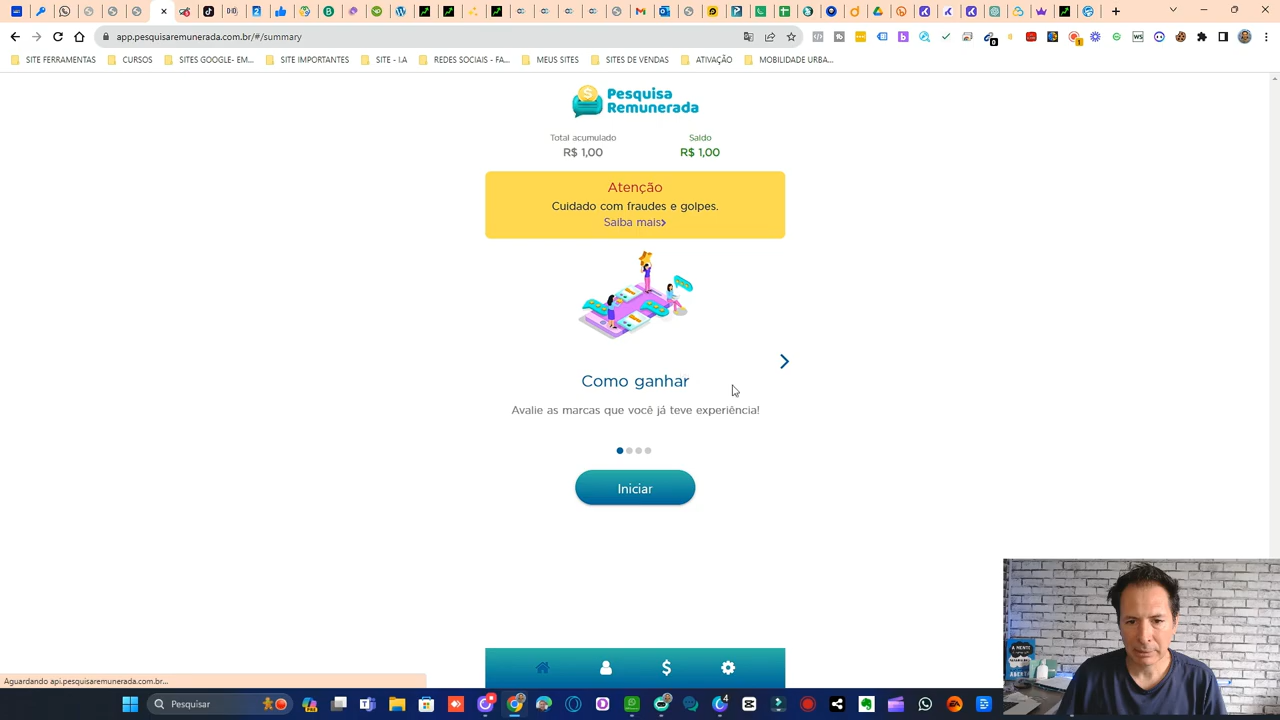 app.pesquisaremunerada.com.br/#/summary
SITE FERRAMENTAS
CURSOS
SITES GOOGLE- EM...
SITE IMPORTANTES
SITE - I.A
REDES SOCIAIS - FA...
MEUS SITES
SITES DE VENDAS
ATIVAÇÃO
MOBILIDADE URBA...
Pesquisa
Remunerada
Total acumulado
Saldo
R$ 1,00
R$ 1,00
Atenção
Cuidado com fraudes e golpes.
Saiba mais
Como ganhar
Avalie as marcas que você já teve experiência!
Iniciar
Aguardando api.pesquisaremunerada.com.br...
Pesquisar
A MENTE